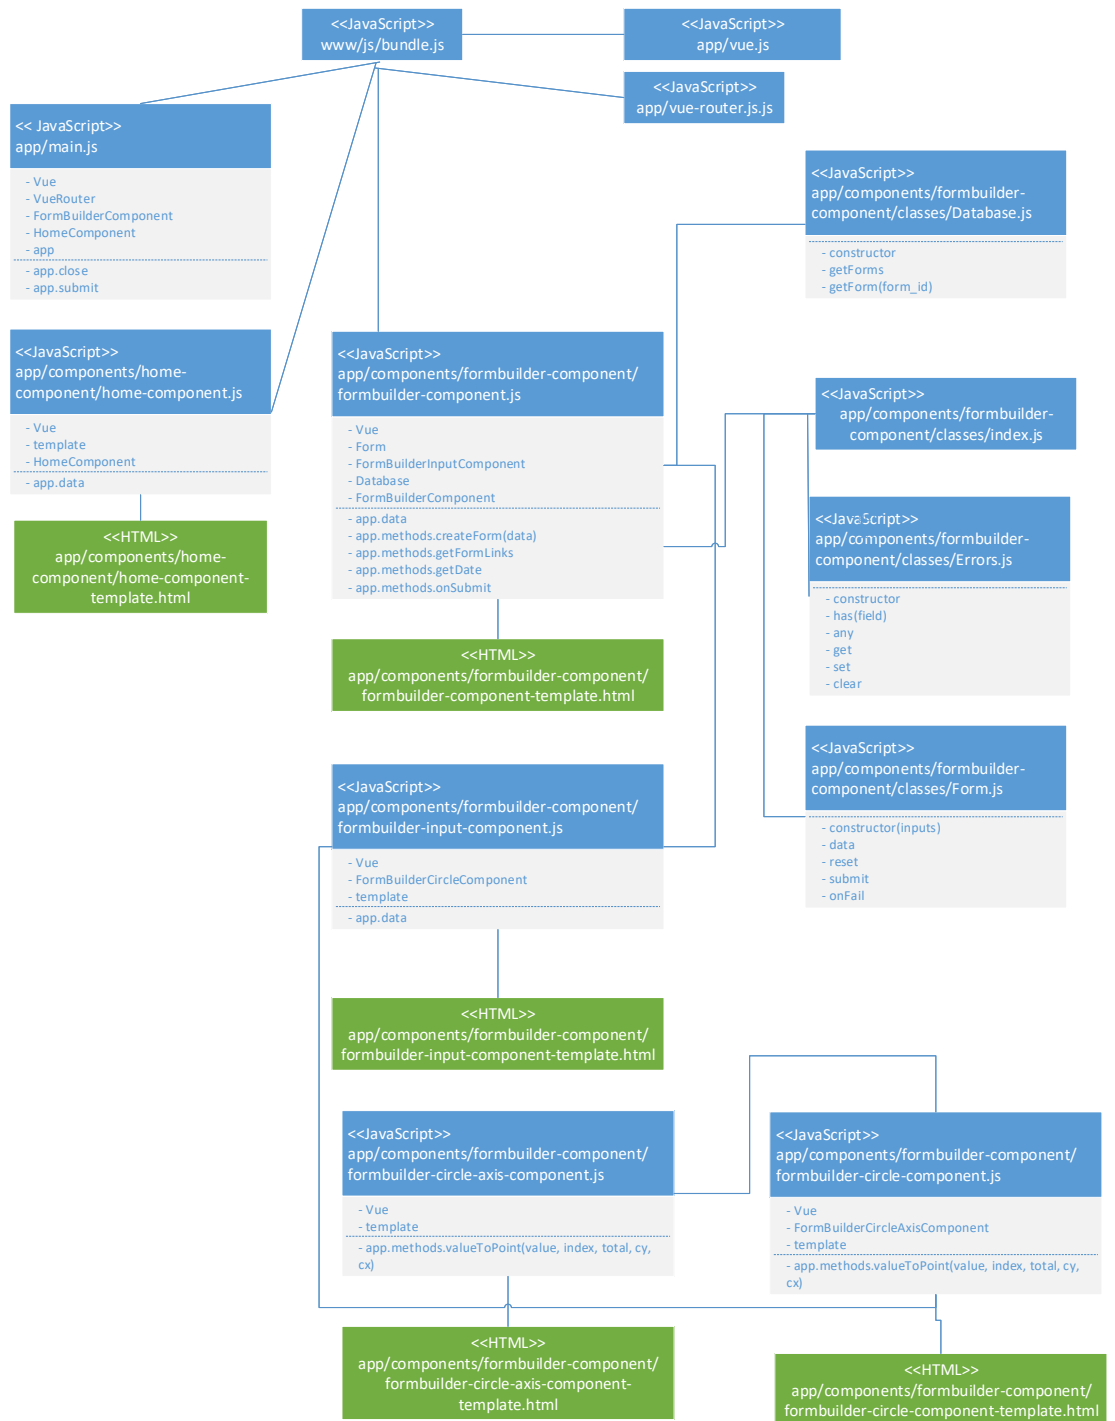 <<JavaScript>>
www/js/bundle.js
<<JavaScript>>
app/vue.js
<<JavaScript>>
app/vue-router.js.js
<< JavaScript>>
app/main.js
- Vue
- VueRouter
- FormBuilderComponent
- HomeComponent
- app
- app.close
- app.submit
<<JavaScript>>
app/components/formbuilder-
component/classes/Database.js
- constructor
- getForms
- getForm(form_id)
<<JavaScript>>
app/components/home-
component/home-component.js
- Vue
- template
- HomeComponent
- app.data
<<HTML>>
app/components/home-
component/home-component-
template.html
<<JavaScript>>
app/components/formbuilder-component/
formbuilder-component.js
- Vue
- Form
- FormBuilderInputComponent
- Database
- FormBuilderComponent
- app.data
- app.methods.createForm(data)
- app.methods.getFormLinks
- app.methods.getDate
- app.methods.onSubmit
<<HTML>>
app/components/formbuilder-component/
formbuilder-component-template.html
<<JavaScript>>
app/components/formbuilder-
component/classes/index.js
<<JavaScript>>
app/components/formbuilder-
component/classes/Errors.js
- constructor
- has(field)
- any
- get
- set
- clear
<<JavaScript>>
app/components/formbuilder-
component/classes/Form.js
- constructor(inputs)
- data
- reset
- submit
- onFail
<<JavaScript>>
app/components/formbuilder-component/
formbuilder-input-component.js
- Vue
- FormBuilderCircleComponent
- template
- app.data
<<HTML>>
app/components/formbuilder-component/
formbuilder-input-component-template.html
<<JavaScript>>
app/components/formbuilder-component/
formbuilder-circle-axis-component.js
- Vue
- template
- app.methods.valueToPoint(value, index, total, cy,
cx)
<<HTML>>
app/components/formbuilder-component/
formbuilder-circle-axis-component-
template.html
<<JavaScript>>
app/components/formbuilder-component/
formbuilder-circle-component.js
- Vue
- FormBuilderCircleAxisComponent
- template
- app.methods.valueToPoint(value, index, total, cy,
cx)
<<HTML>>
app/components/formbuilder-component/
formbuilder-circle-component-template.html